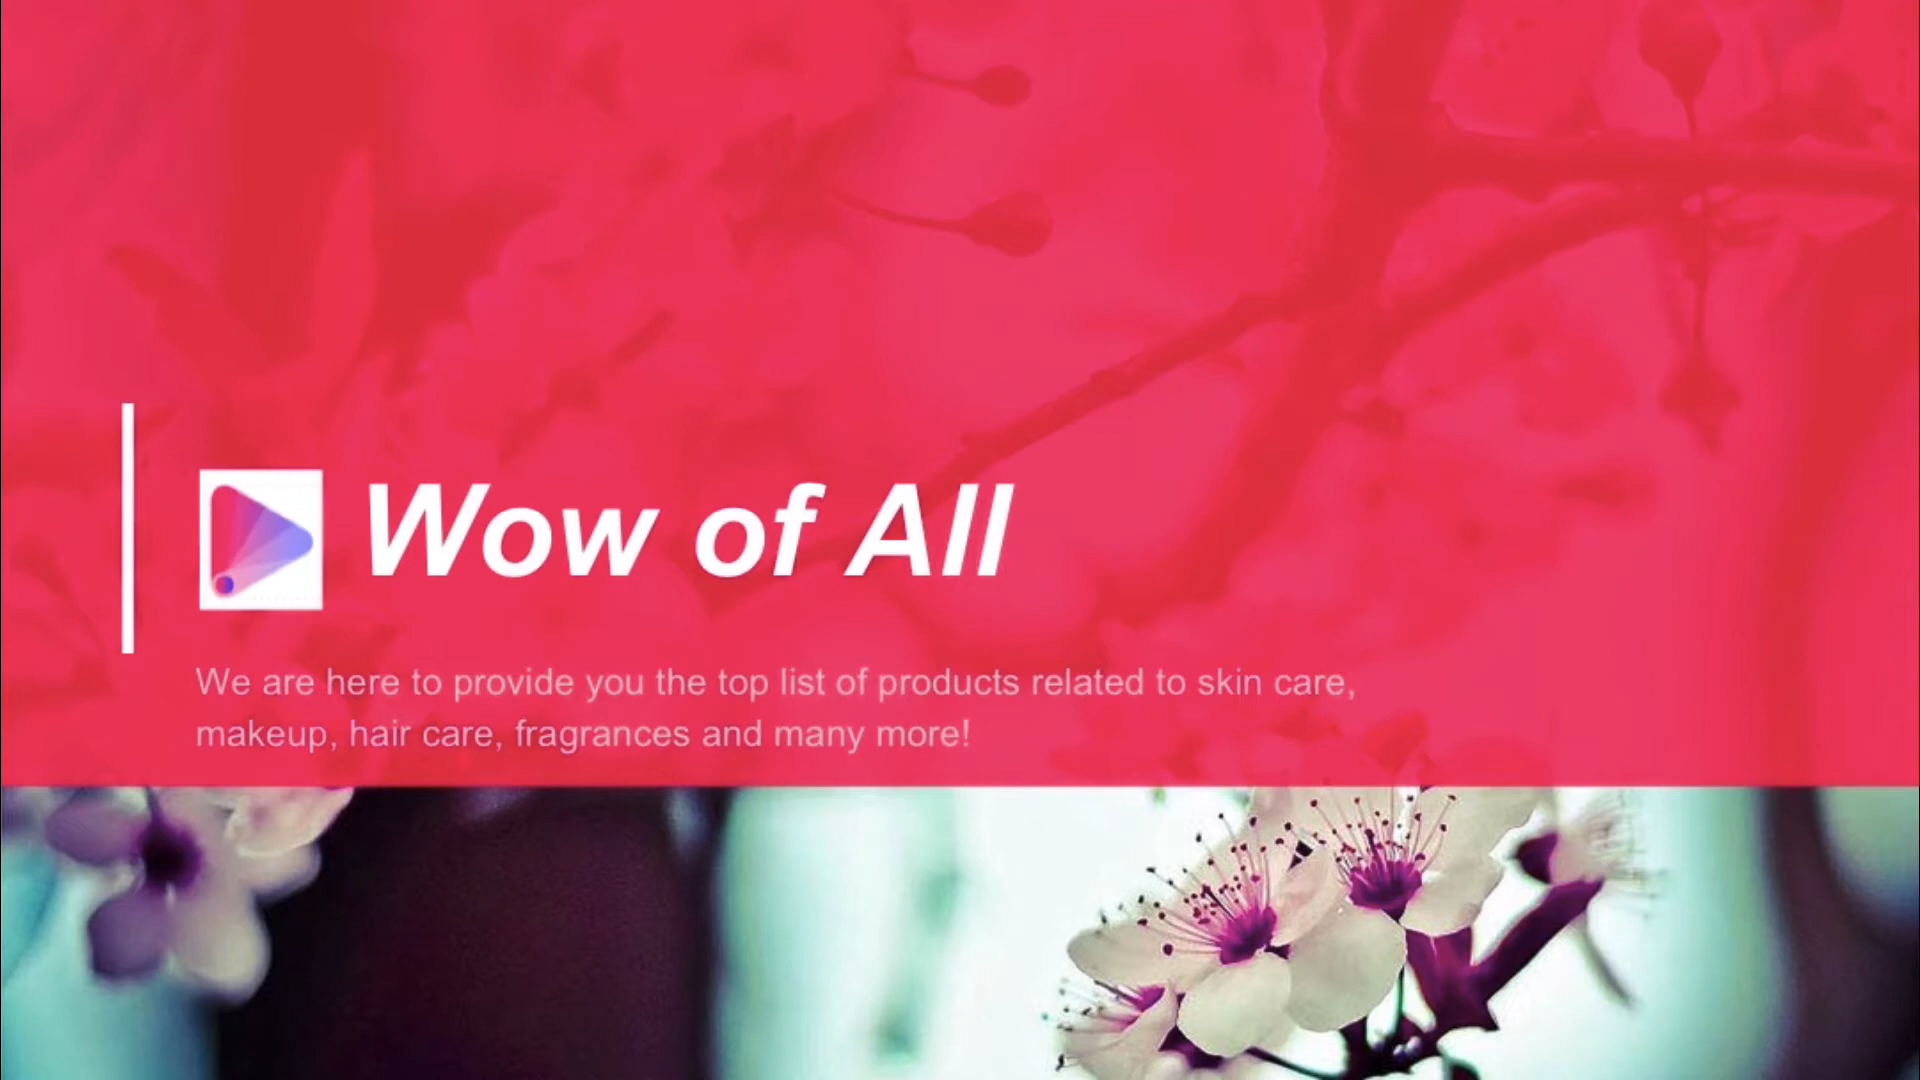 Wow of All
We are here to provide you the top list of products related to skin care,
makeup, hair care, fragrances and many more!